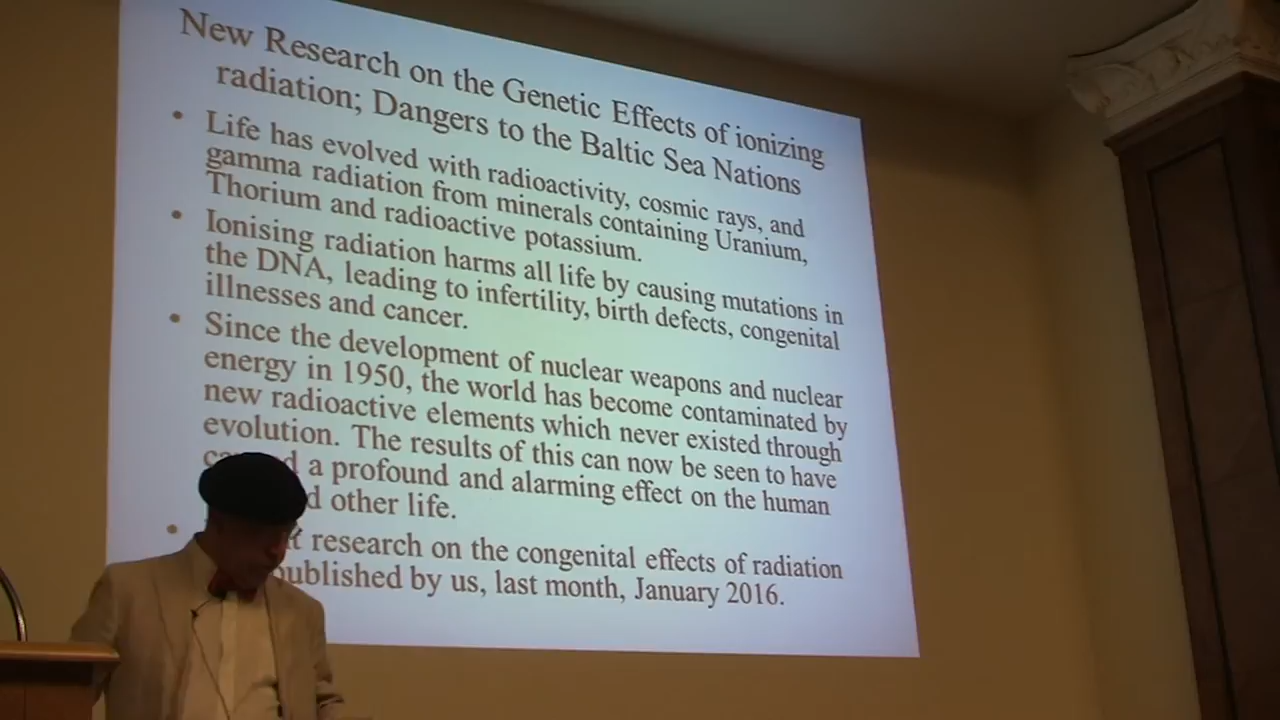 New Research on the Genetic Effects of ionizing
radiation; Dangers to the Baltic Sea Nations
• Life has evolved with radioactivity, cosmic rays, and
gamma radiation from minerals containing Uranium,
Thorium and radioactive potassium.
• Ionising radiation harms all life by causing mutations in
the DNA, leading to infertility, birth defects, congenital
illnesses and cancer.
• Since the development of nuclear weapons and nuclear
energy in 1950, the world has become contaminated by
new radioactive elements which never existed through
evolution. The results of this can now be seen to have
a profound and alarming effect on the human
other life.
• research on the congenital effects of radiation
published by us, last month, January 2016.